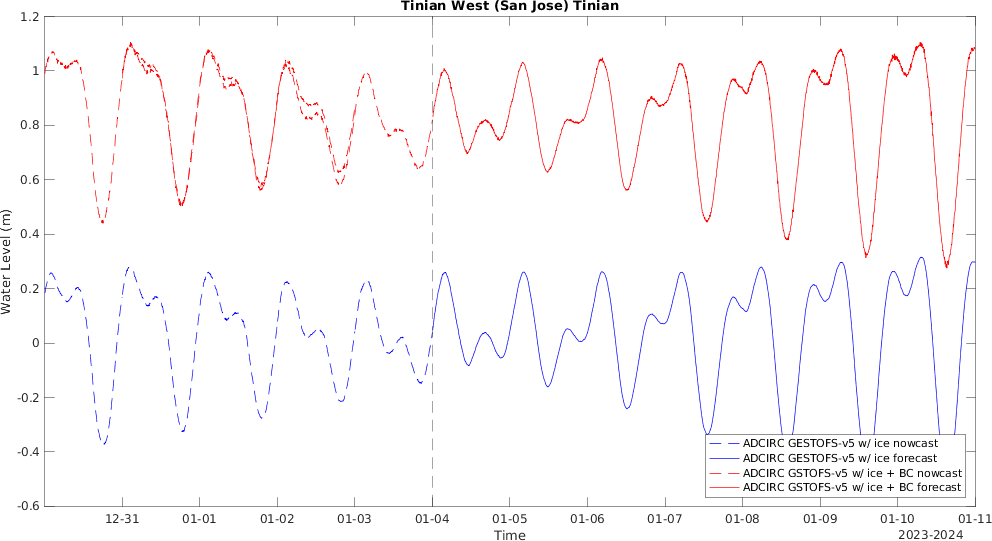 Tinian West (San Jose) Tinian
1.2
1
0.8
0.6
0.4
0.2
0
-0.2
-0.4
-0.6
Water Level (m)
ADCIRC GESTOFS-v5 w/ ice nowcast
ADCIRC GESTOFS-v5 w/ ice forecast
ADCIRC GSTOFS-v5 w/ ice + BC nowcast
ADCIRC GSTOFS-v5 w/ ice + BC forecast
12-31 01-01 01-02 01-03 01-04 01-05 01-06 01-07 01-08 01-09 01-10 01-11
Time
2023-2024